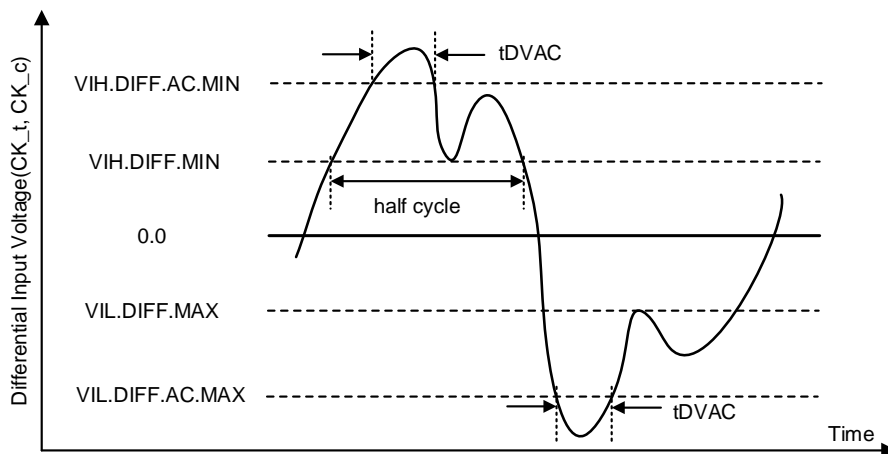 Differential Input Voltage(CK_t, CK_c)
tDVAC
VIH.DIFF.AC.MIN
VIH.DIFF.MIN
half cycle
0.0
VIL.DIFF.MAX
VIL.DIFF.AC.MAX
tDVAC
Time